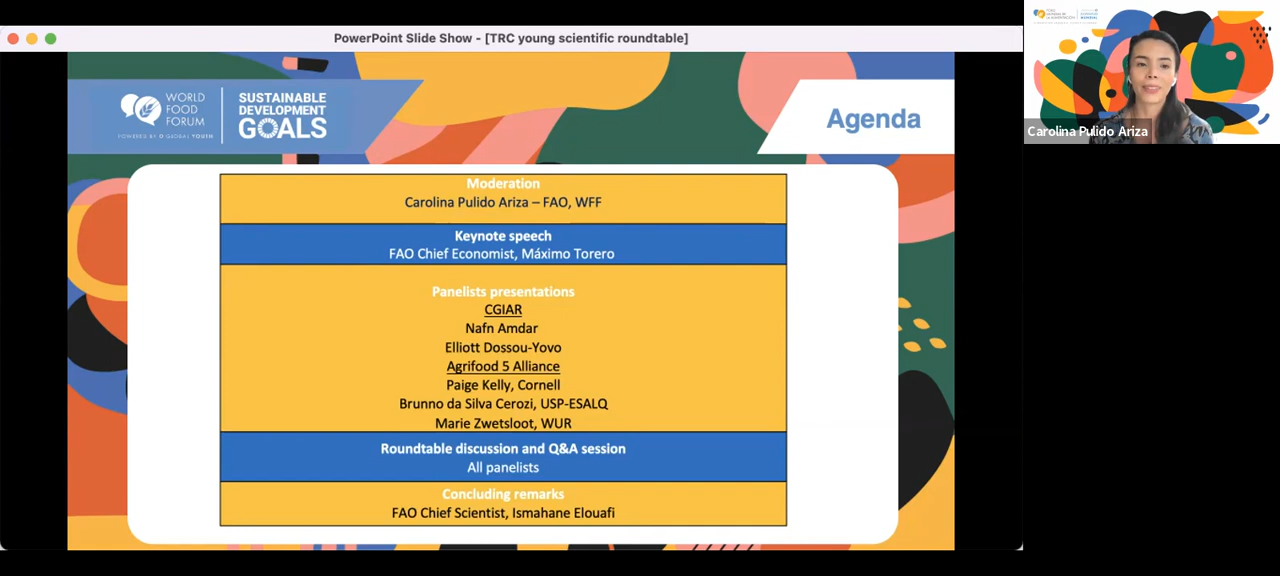 PowerPoint Slide Show - [TRC young scientific roundtable]
WORLD
FOOD
FORUM
POWERED BY GLOBAL YOUTH
SUSTAINABLE
DEVELOPMENT
GOALS
Agenda
Moderation
Carolina Pulido Ariza – FAO, WFF
Keynote speech
FAO Chief Economist, Máximo Torero
Panelists presentations
CGIAR
Nafn Amdar
Elliott Dossou-Yovo
Agrifood 5 Alliance
Paige Kelly, Cornell
Brunno da Silva Cerozi, USP-ESALQ
Marie Zwetsloot, WUR
Roundtable discussion and Q&A session
All panelists
Concluding remarks
FAO Chief Scientist, Ismahane Elouafi
Carolina Pulido Ariza